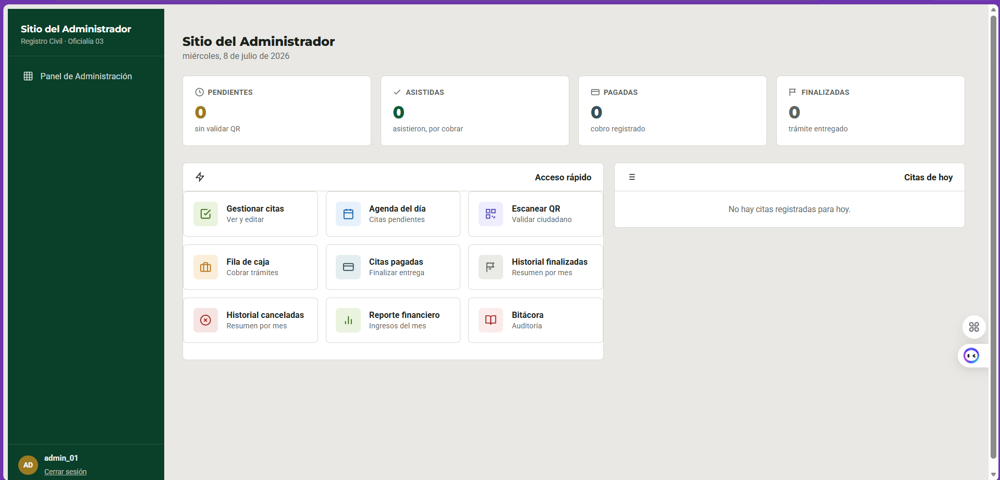 Sitio del Administrador
Registro Civil · Oficialía 03
Panel de Administración
admin_01
AD
Cerrar sesión
Sitio del Administrador
miércoles, 8 de julio de 2026
PENDIENTES
0
sin validar QR
ASISTIDAS
0
asistieron, por cobrar
PAGADAS
0
cobro registrado
FINALIZADAS
0
trámite entregado
Acceso rápido
Gestionar citas
Ver y editar
Agenda del día
Citas pendientes
Escanear QR
Validar ciudadano
Fila de caja
Cobrar trámites
Citas pagadas
Finalizar entrega
Historial finalizadas
Resumen por mes
Historial canceladas
Resumen por mes
Reporte financiero
Ingresos del mes
Bitácora
Auditoría
Citas de hoy
No hay citas registradas para hoy.